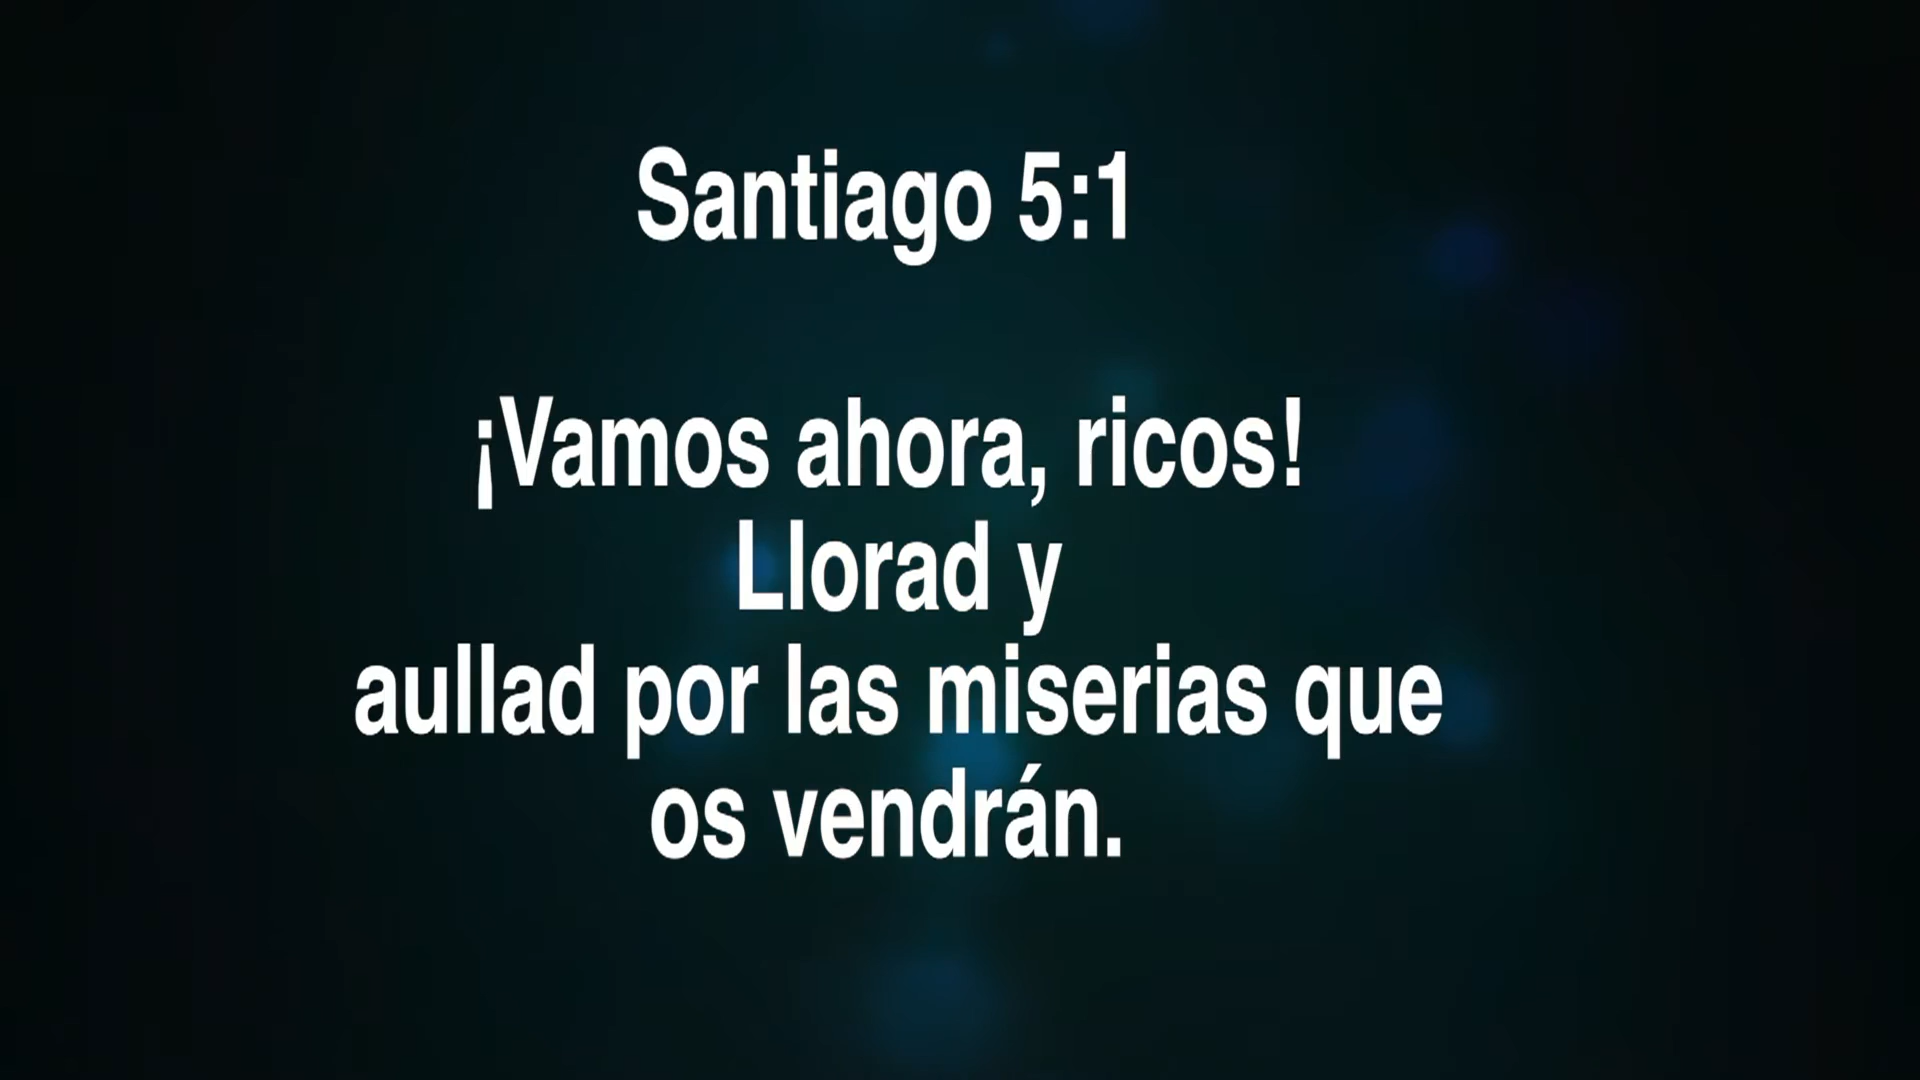 Santiago 5:1
¡Vamos ahora, ricos!
Llorad y
aullad por las miserias que
os vendrán.